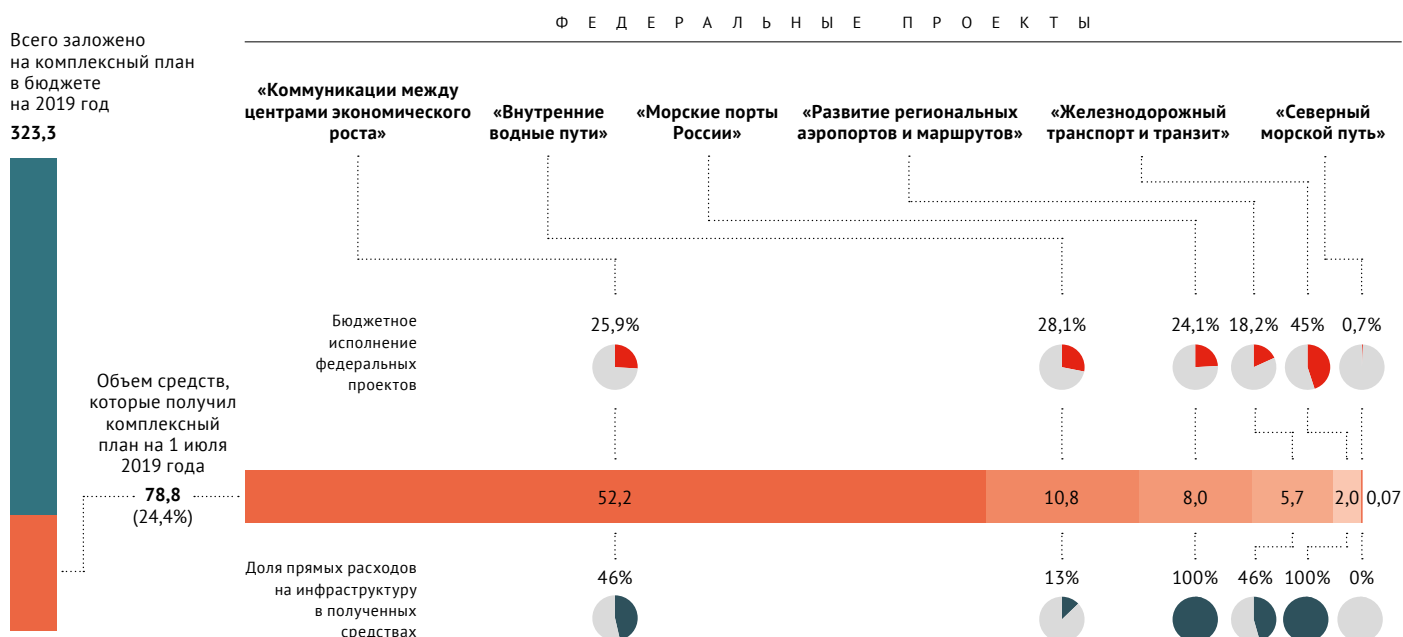 ФЕДЕРАЛЬНЫЕ ПРОЕКТЫ
Всего заложено
на комплексный план
в бюджете
на 2019 год
323,3
«Коммуникации между
центрами экономического
роста»
«Внутренние
водные пути»
«Морские порты
России»
«Развитие региональных
аэропортов и маршрутов»
«Железнодорожный
транспорт и транзит»
«Северный
морской путь»
Бюджетное
исполнение
федеральных
проектов
25,9%
28,1%
24,1%
18,2%
45%
0,7%
Объем средств,
которые получил
комплексный
план на 1 июля
2019 года
78,8
(24,4%)
52,2
10,8
8,0
5,7
2,0
0,07
Доля прямых расходов
на инфраструктуру
в полученных
средствах
46%
13%
100%
46%
100%
0%